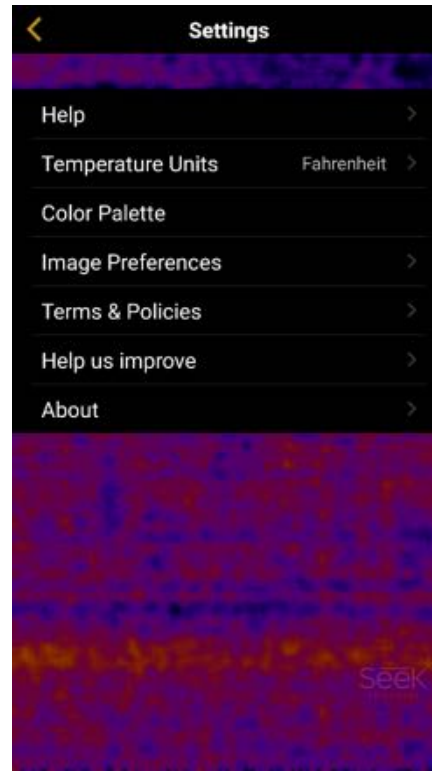 Settings
Help
Temperature Units Fahrenheit
Color Palette
Image Preferences
Terms & Policies
Help us improve
About
Seek